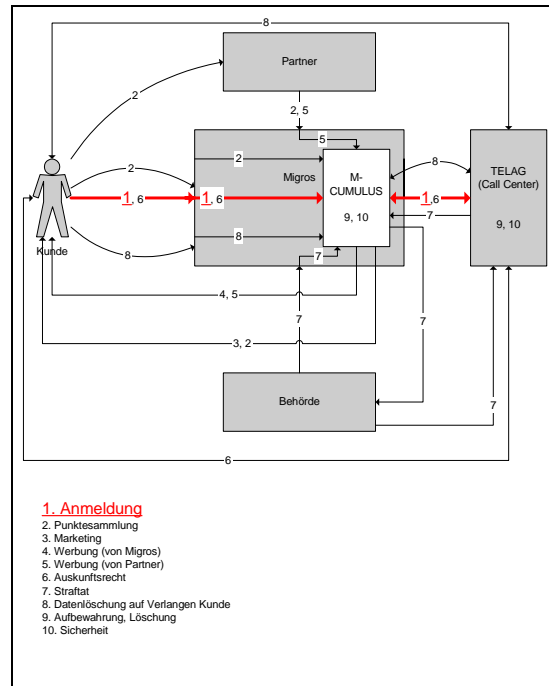 8
Partner
2
2, 5
5
2
2
Migros
M-
CUMULUS
9, 10
8
TELAG
(Call Center)
9, 10
1, 6
1, 6
1,6
7
Kunde
8
8
7
4, 5
7
7
3, 2
Behörde
7
6
1. Anmeldung
2. Punktesammlung
3. Marketing
4. Werbung (von Migros)
5. Werbung (von Partner)
6. Auskunftsrecht
7. Straftat
8. Datenlöschung auf Verlangen Kunde
9. Aufbewahrung, Löschung
10. Sicherheit